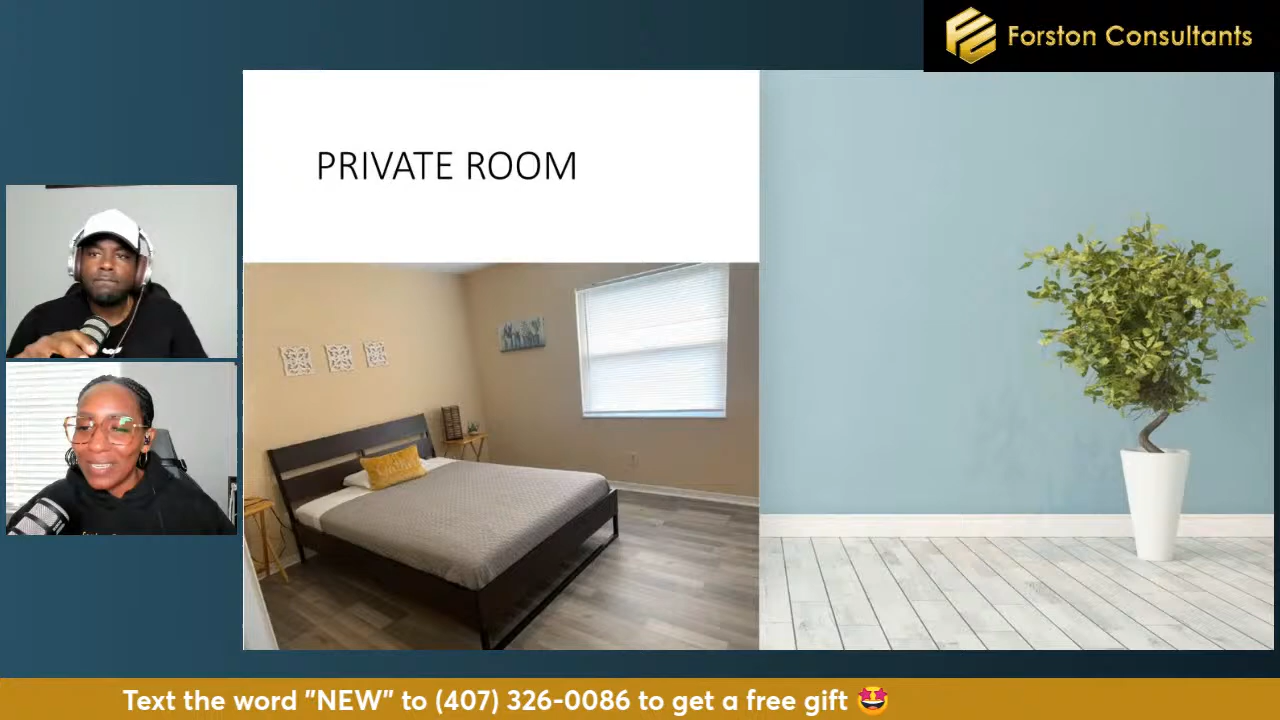 Forston Consultants
PRIVATE ROOM
Text the word "NEW" to (407) 326-0086 to get a free gift 🤩